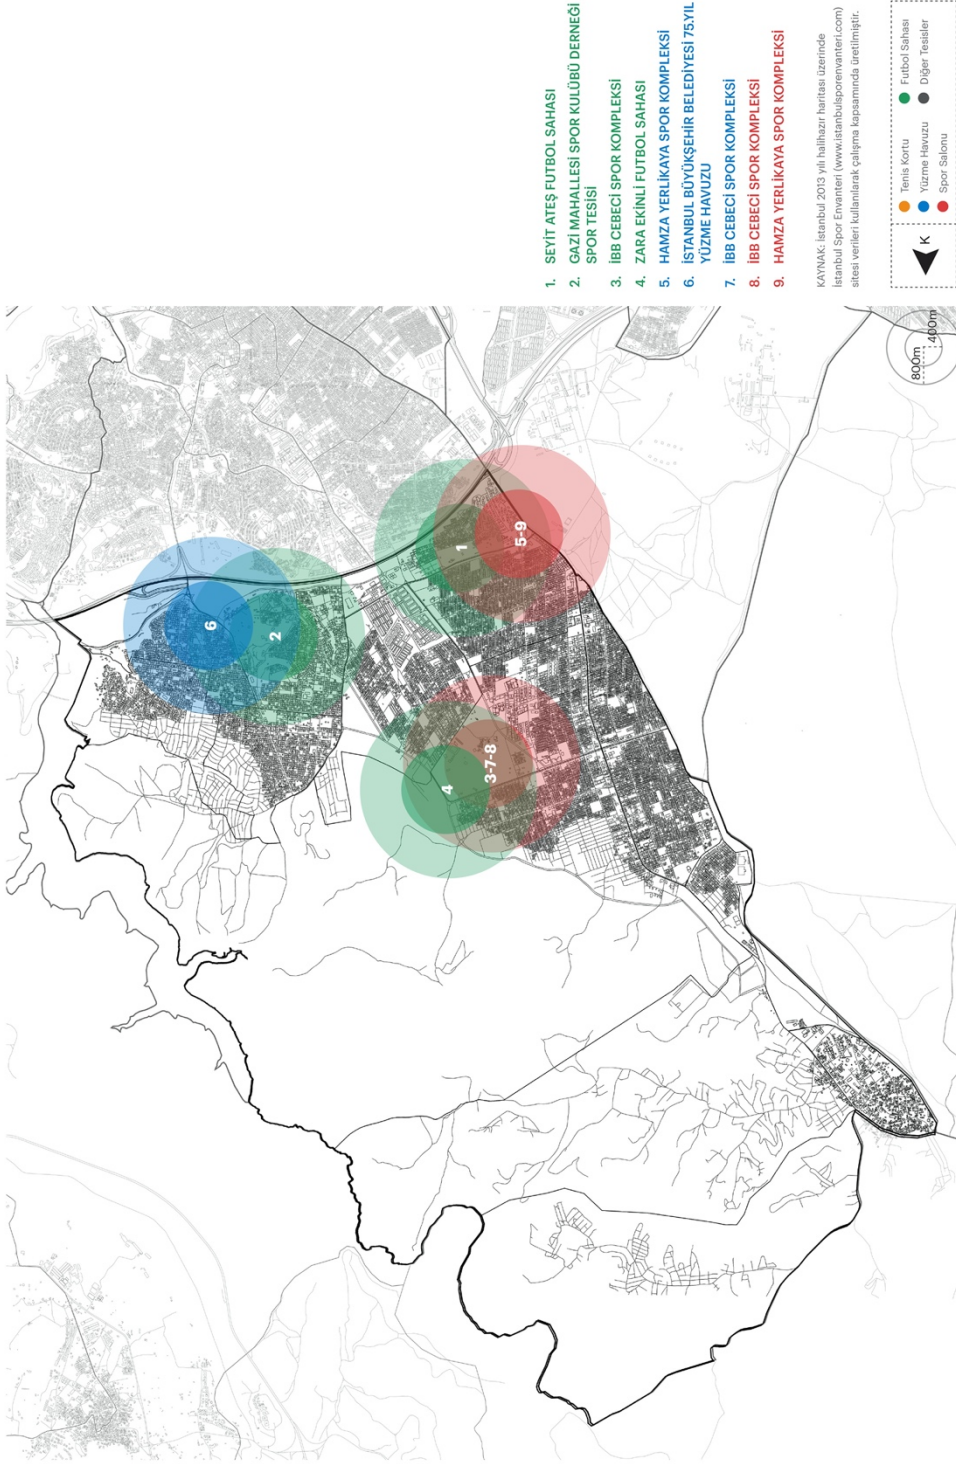 1. SEYİT ATEŞ FUTBOL SAHASI
2. GAZİ MAHALLESİ SPOR KULÜBÜ DERNEĞİ
SPOR TESİSİ
3. İBB CEBECİ SPOR KOMPLEKSİ
4. ZARA EKİNLİ FUTBOL SAHASI
5. HAMZA YERLİKAYA SPOR KOMPLEKSİ
6. İSTANBUL BÜYÜKŞEHİR BELEDİYESİ 75.YIL
YÜZME HAVUZU
7. İBB CEBECİ SPOR KOMPLEKSİ
8. İBB CEBECİ SPOR KOMPLEKSİ
9. HAMZA YERLİKAYA SPOR KOMPLEKSİ
KAYNAK: İstanbul 2013 yılı halihazır haritası üzerinde
İstanbul Spor Envanteri (www.istanbulsporenvanteri.com)
sitesi verileri kullanılarak çalışma kapsamında üretilmiştir.
K
Tenis Kortu
Futbol Sahası
Yüzme Havuzu
Diğer Tesisler
Spor Salonu
800m
400m
6
2
1
5-9
4
3-7-8